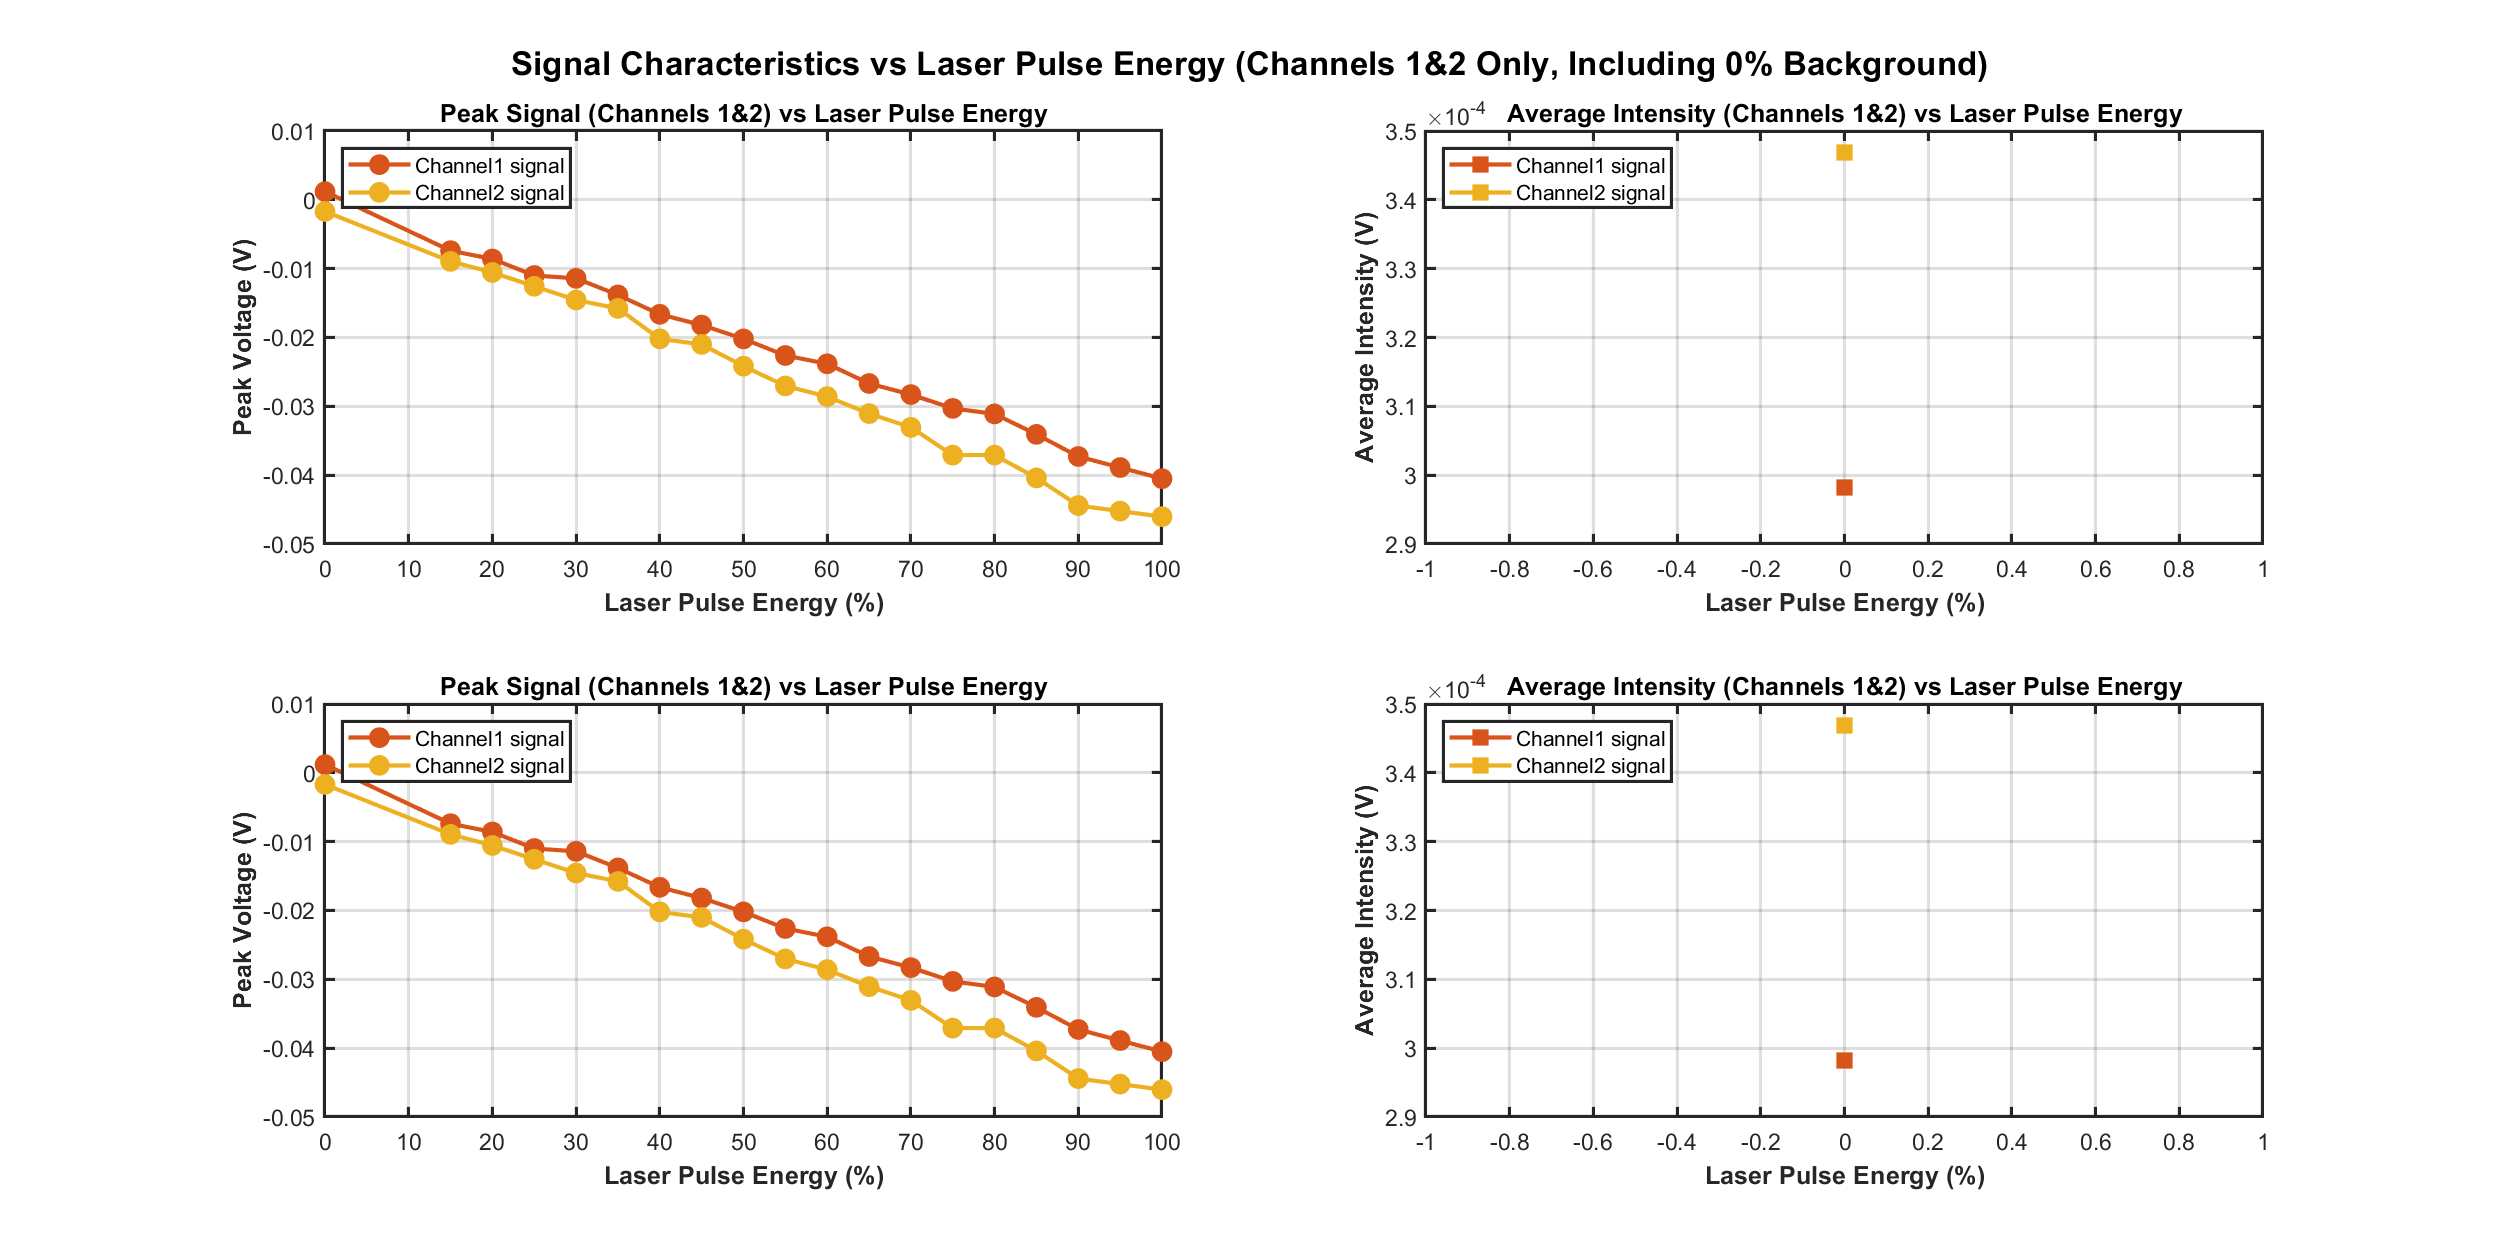 Signal Characteristics vs Laser Pulse Energy (Channels 1&2 Only, Including 0% Background)
Peak Signal (Channels 1&2) vs Laser Pulse Energy
0.01
0
-0.01
-0.02
-0.03
-0.04
-0.05
Peak Voltage (V)
Channel1 signal
Channel2 signal
0 10 20 30 40 50 60 70 80 90 100
Laser Pulse Energy (%)
×10⁻⁴
Average Intensity (Channels 1&2) vs Laser Pulse Energy
3.5
3.4
3.3
3.2
3.1
3
2.9
Average Intensity (V)
Channel1 signal
Channel2 signal
-1 -0.8 -0.6 -0.4 -0.2 0 0.2 0.4 0.6 0.8 1
Laser Pulse Energy (%)
Peak Signal (Channels 1&2) vs Laser Pulse Energy
0.01
0
-0.01
-0.02
-0.03
-0.04
-0.05
Peak Voltage (V)
Channel1 signal
Channel2 signal
0 10 20 30 40 50 60 70 80 90 100
Laser Pulse Energy (%)
×10⁻⁴
Average Intensity (Channels 1&2) vs Laser Pulse Energy
3.5
3.4
3.3
3.2
3.1
3
2.9
Average Intensity (V)
Channel1 signal
Channel2 signal
-1 -0.8 -0.6 -0.4 -0.2 0 0.2 0.4 0.6 0.8 1
Laser Pulse Energy (%)